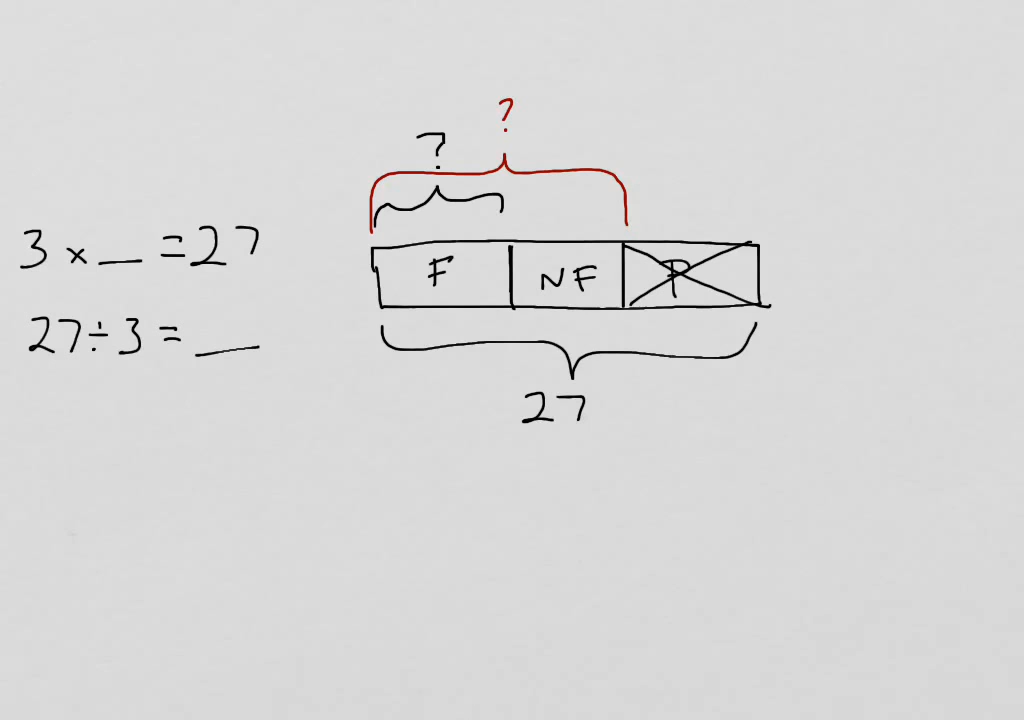 ?
?
3 × __ = 27
F NF P
27 ÷ 3 = __
27